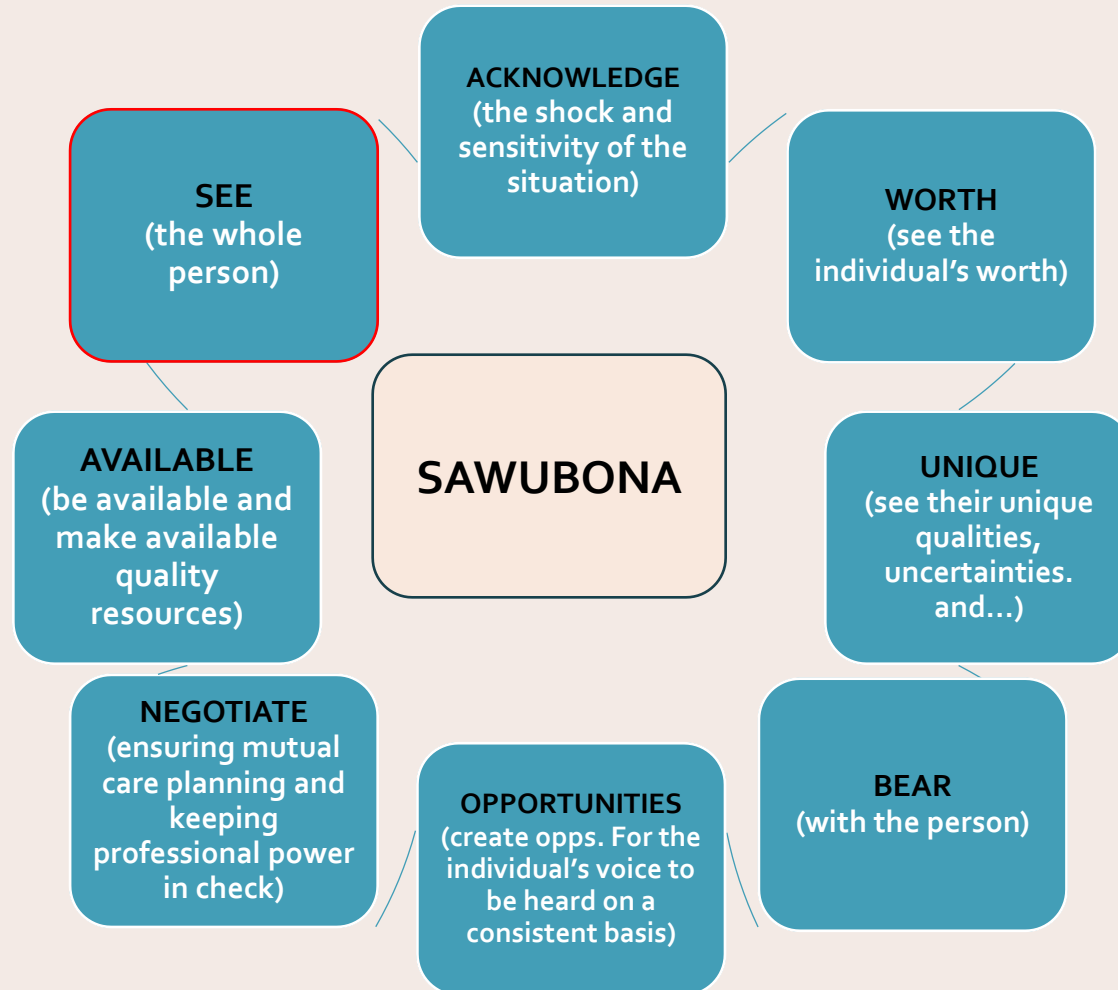 SEE
(the whole
person)
ACKNOWLEDGE
(the shock and
sensitivity of the
situation)
WORTH
(see the
individual’s worth)
UNIQUE
(see their unique
qualities,
uncertainties.
and...)
BEAR
(with the person)
OPPORTUNITIES
(create opps. For the
individual’s voice to
be heard on a
consistent basis)
NEGOTIATE
(ensuring mutual
care planning and
keeping
professional power
in check)
AVAILABLE
(be available and
make available
quality
resources)
SAWUBONA